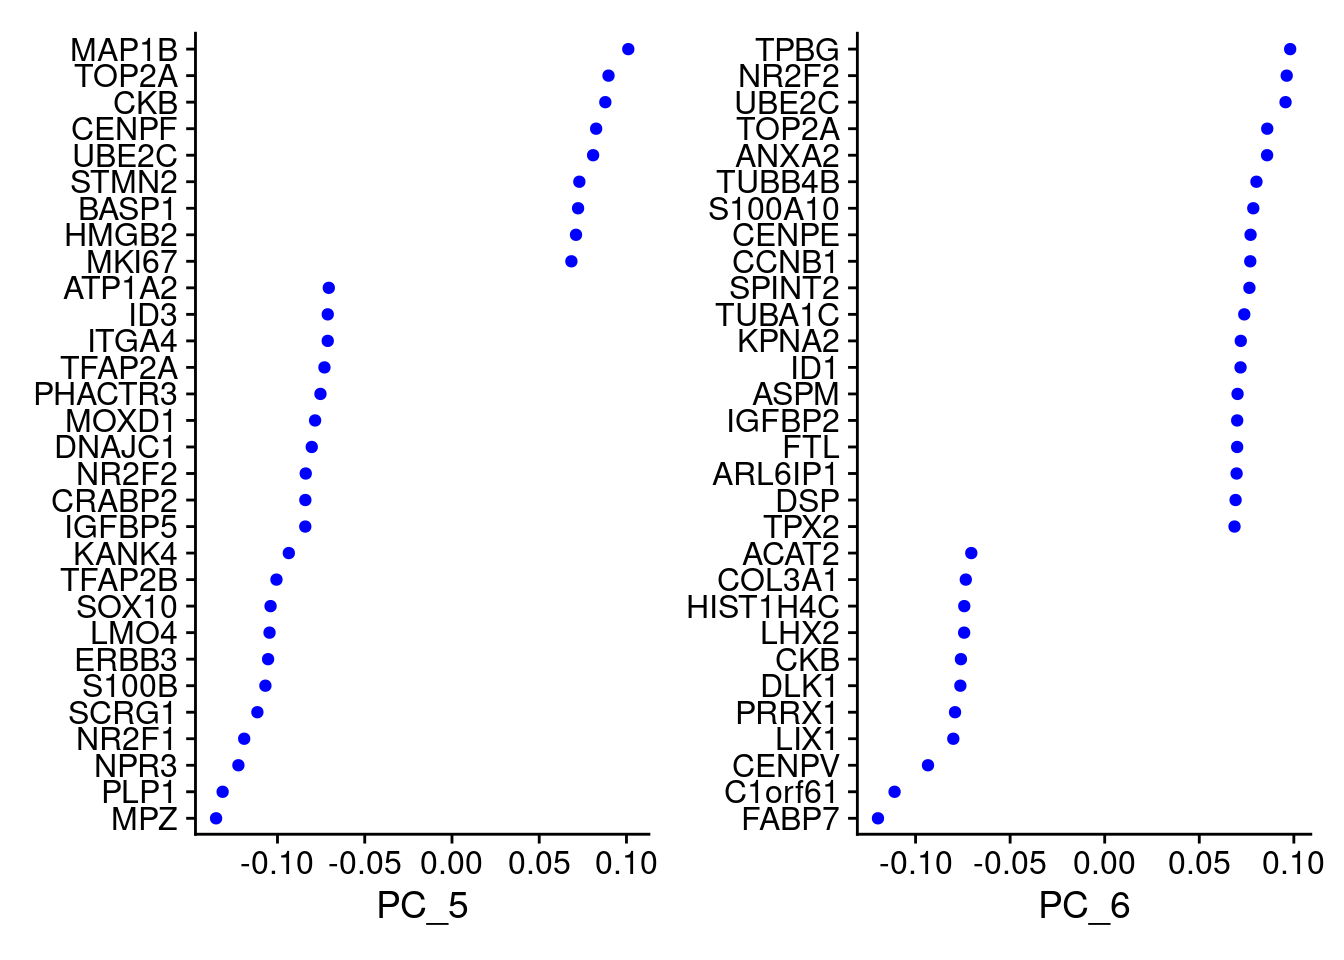 MAP1B
TOP2A
CKB
CENPF
UBE2C
STMN2
BASP1
HMGB2
MKI67
ATP1A2
ID3
ITGA4
TFAP2A
PHACTR3
MOXD1
DNAJC1
NR2F2
CRABP2
IGFBP5
KANK4
TFAP2B
SOX10
LMO4
ERBB3
S100B
SCRG1
NR2F1
NPR3
PLP1
MPZ
-0.10 -0.05 0.00 0.05 0.10
PC_5
TPBG
NR2F2
UBE2C
TOP2A
ANXA2
TUBB4B
S100A10
CENPE
CCNB1
SPINT2
TUBA1C
KPNA2
ID1
ASPM
IGFBP2
FTL
ARL6IP1
DSP
TPX2
ACAT2
COL3A1
HIST1H4C
LHX2
CKB
DLK1
PRRX1
LIX1
CENPV
C1orf61
FABP7
-0.10 -0.05 0.00 0.05 0.10
PC_6